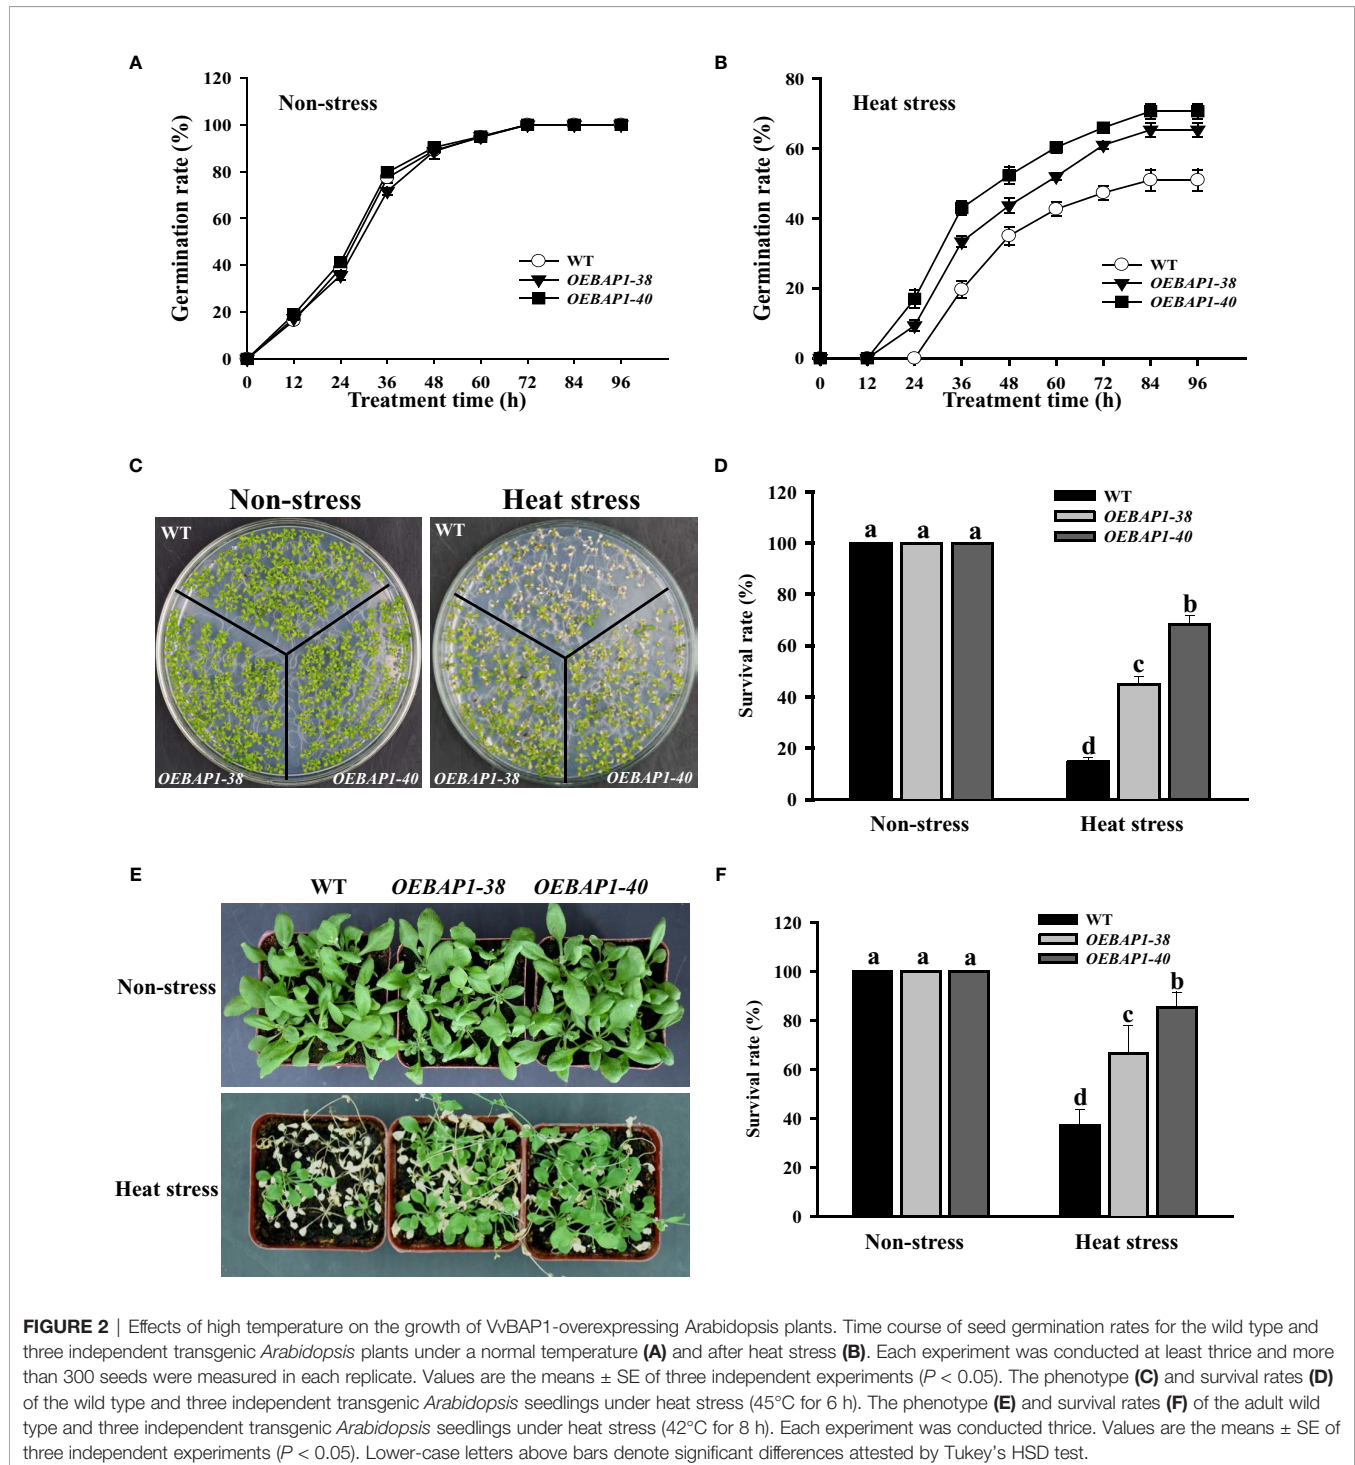 A
Non-stress
Germination rate (%)
120
100
80
60
40
20
0
WT
OEBAP1-38
OEBAP1-40
0 12 24 36 48 60 72 84 96
Treatment time (h)
B
Heat stress
Germination rate (%)
80
60
40
20
0
WT
OEBAP1-38
OEBAP1-40
0 12 24 36 48 60 72 84 96
Treatment time (h)
C
Non-stress Heat stress
WT WT
OEBAP1-38 OEBAP1-40 OEBAP1-38 OEBAP1-40
D
Survival rate (%)
120
100
80
60
40
20
0
WT
OEBAP1-38
OEBAP1-40
a a a
d c b
Non-stress Heat stress
E
WT OEBAP1-38 OEBAP1-40
Non-stress
Heat stress
F
Survival rate (%)
120
100
80
60
40
20
0
WT
OEBAP1-38
OEBAP1-40
a a a
d c b
Non-stress Heat stress
FIGURE 2 | Effects of high temperature on the growth of VvBAP1-overexpressing Arabidopsis plants. Time course of seed germination rates for the wild type and
three independent transgenic Arabidopsis plants under a normal temperature (A) and after heat stress (B). Each experiment was conducted at least thrice and more
than 300 seeds were measured in each replicate. Values are the means ± SE of three independent experiments (P < 0.05). The phenotype (C) and survival rates (D)
of the wild type and three independent transgenic Arabidopsis seedlings under heat stress (45°C for 6 h). The phenotype (E) and survival rates (F) of the adult wild
type and three independent transgenic Arabidopsis seedlings under heat stress (42°C for 8 h). Each experiment was conducted thrice. Values are the means ± SE of
three independent experiments (P < 0.05). Lower-case letters above bars denote significant differences attested by Tukey's HSD test.